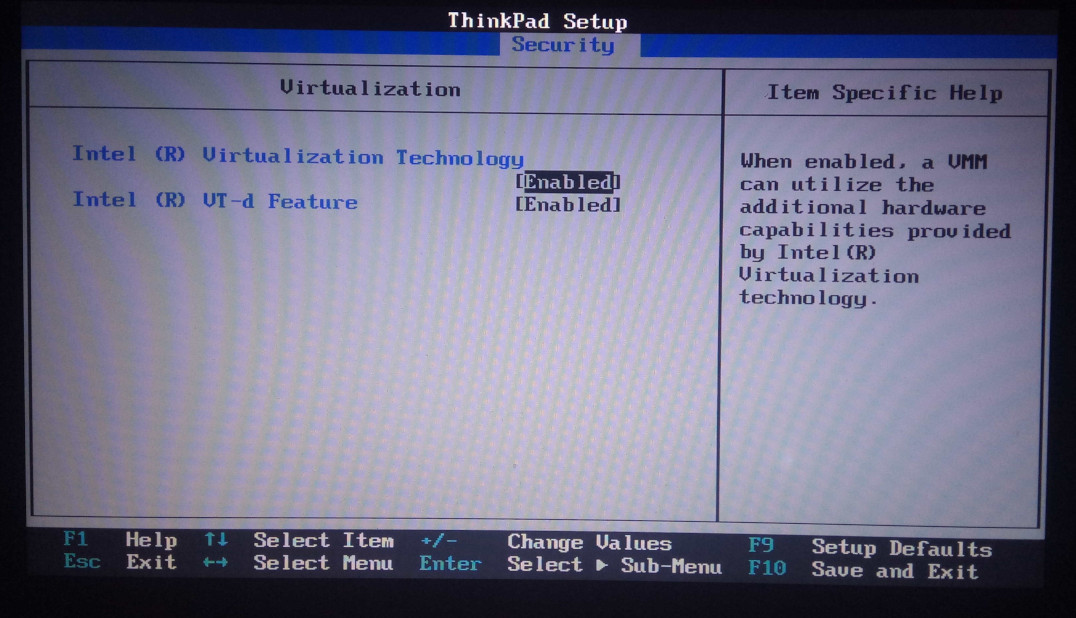 ThinkPad Setup
Security
Virtualization
Intel (R) Virtualization Technology
[Enabled]
Intel (R) VT-d Feature [Enabled]
Item Specific Help
When enabled, a VMM
can utilize the
additional hardware
capabilities provided
by Intel(R)
Virtualization
technology.
F1 Help ↑↓ Select Item +/- Change Values F9 Setup Defaults
Esc Exit ←→ Select Menu Enter Select ▶ Sub-Menu F10 Save and Exit